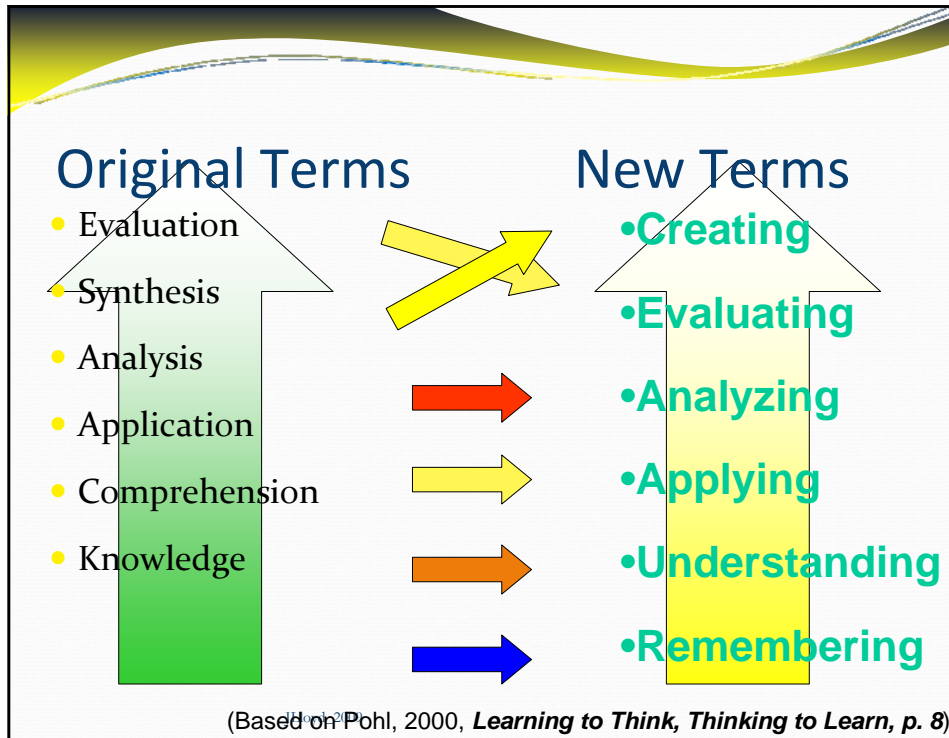 Original Terms
• Evaluation
• Synthesis
• Analysis
• Application
• Comprehension
• Knowledge
New Terms
•Creating
•Evaluating
•Analyzing
•Applying
•Understanding
•Remembering
(Based on Pohl, 2000, Learning to Think, Thinking to Learn, p. 8)